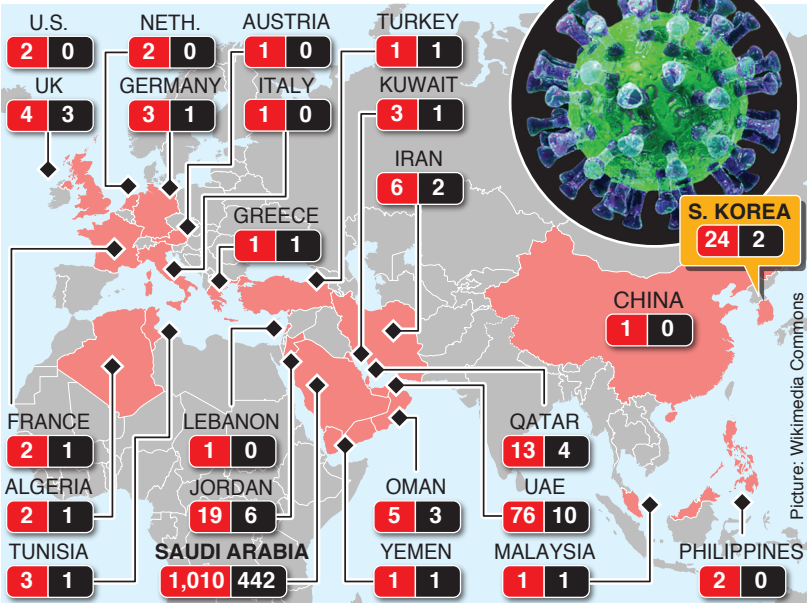 U.S.
2 0
NETH.
2 0
AUSTRIA
1 0
TURKEY
1 1
UK
4 3
GERMANY
3 1
ITALY
1 0
KUWAIT
3 1
IRAN
6 2
GREECE
1 1
S. KOREA
24 2
CHINA
1 0
FRANCE
2 1
LEBANON
1 0
QATAR
13 4
ALGERIA
2 1
JORDAN
19 6
OMAN
5 3
UAE
76 10
TUNISIA
3 1
SAUDI ARABIA
1,010 442
YEMEN
1 1
MALAYSIA
1 1
PHILIPPINES
2 0
Picture: Wikimedia Commons